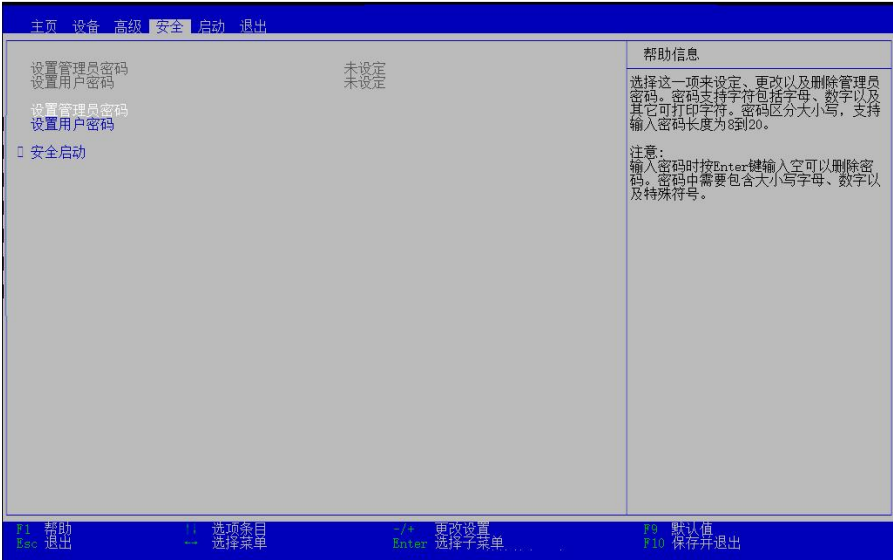 主页 设备 高级 安全 启动 退出
设置管理员密码 未设定
设置用户密码 未设定
设置管理员密码
设置用户密码
安全启动
帮助信息
选择这一项来设定、更改以及删除管理员
密码。密码支持字符包括字母、数字以及
其它可打印字符。密码区分大小写,支持
输入密码长度为8到20。
注意:
输入密码时按Enter键输入空可以删除密
码。密码中需要包含大小写字母、数字以
及特殊符号。
F1 帮助 ↑↓ 选项条目 -/+ 更改设置 F9 默认值
Esc 退出 ←→ 选择菜单 Enter 选择子菜单 F10 保存并退出